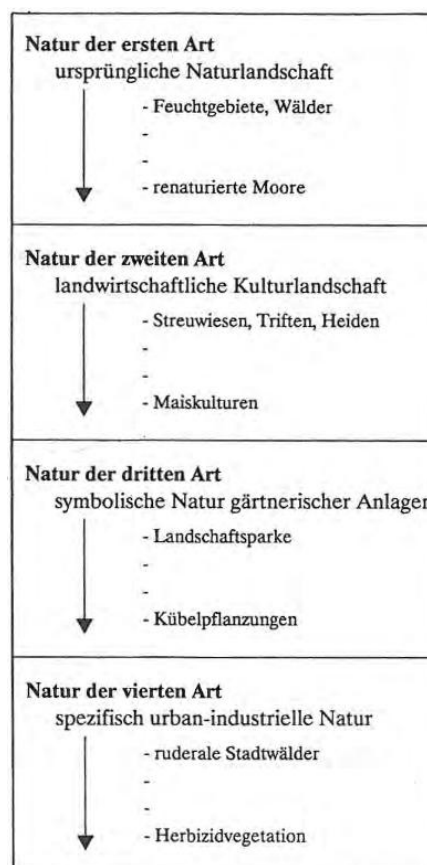 Natur der ersten Art
ursprüngliche Naturlandschaft
- Feuchtgebiete, Wälder
-
-
- renaturierte Moore
Natur der zweiten Art
landwirtschaftliche Kulturlandschaft
- Streuwiesen, Triften, Heiden
-
-
- Maiskulturen
Natur der dritten Art
symbolische Natur gärtnerischer Anlagen
- Landschaftsparke
-
-
- Kübelpflanzungen
Natur der vierten Art
spezifisch urban-industrielle Natur
- ruderale Stadtwälder
-
-
- Herbizidvegetation